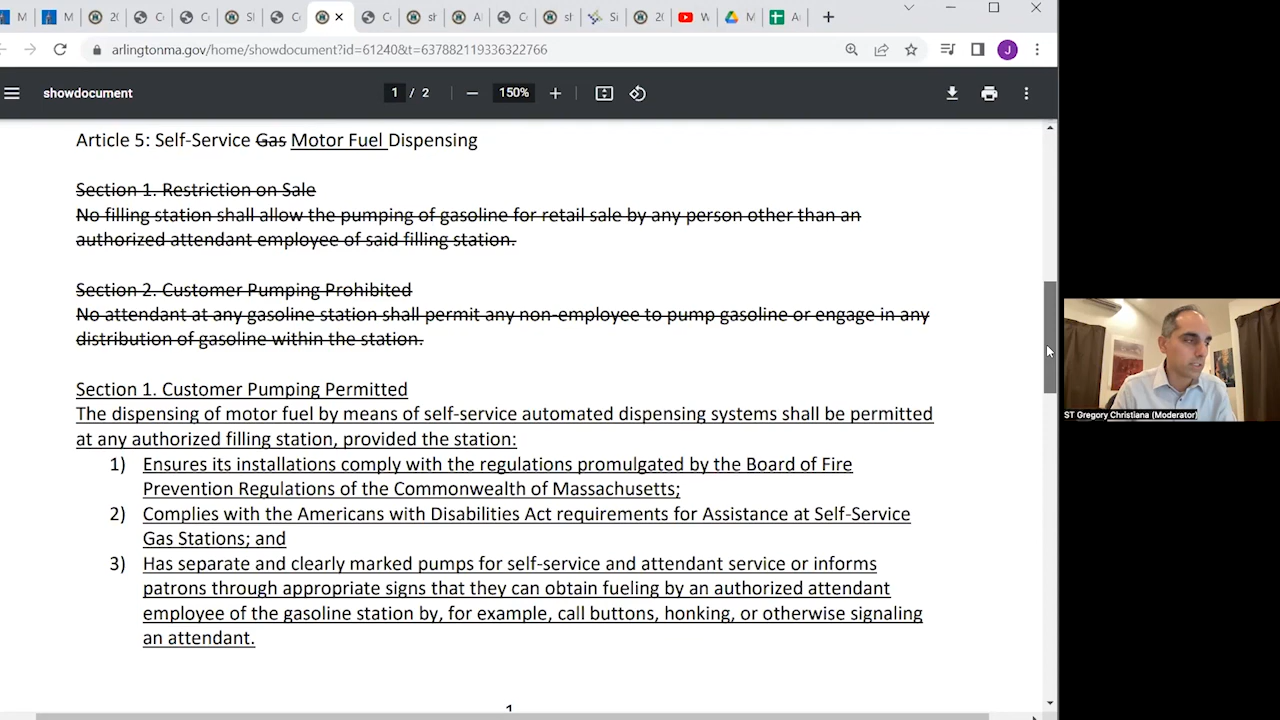 M
M
20
C
C
SI
C
C
sh
A
C
sh
Si
20
W
M
A
arlingtonma.gov/home/showdocument?id=61240&t=637882119336322766
J
showdocument
1 / 2
150%
Article 5: Self-Service Gas Motor Fuel Dispensing
Section 1. Restriction on Sale
No filling station shall allow the pumping of gasoline for retail sale by any person other than an
authorized attendant employee of said filling station.
Section 2. Customer Pumping Prohibited
No attendant at any gasoline station shall permit any non-employee to pump gasoline or engage in any
distribution of gasoline within the station.
Section 1. Customer Pumping Permitted
The dispensing of motor fuel by means of self-service automated dispensing systems shall be permitted
at any authorized filling station, provided the station:
1) Ensures its installations comply with the regulations promulgated by the Board of Fire
Prevention Regulations of the Commonwealth of Massachusetts;
2) Complies with the Americans with Disabilities Act requirements for Assistance at Self-Service
Gas Stations; and
3) Has separate and clearly marked pumps for self-service and attendant service or informs
patrons through appropriate signs that they can obtain fueling by an authorized attendant
employee of the gasoline station by, for example, call buttons, honking, or otherwise signaling
an attendant.
1
ST Gregory Christiana (Moderator)